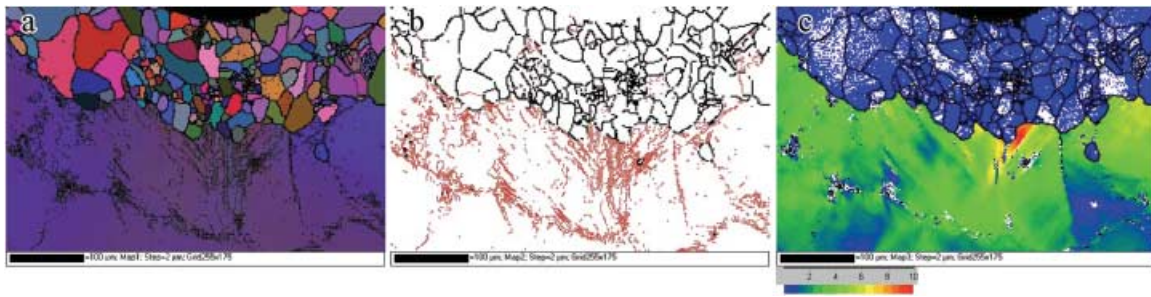 a
b
c
=100 µm; Map1; Step=2 µm; Grid255x175
=100 µm; Map2; Step=2 µm; Grid255x175
=100 µm; Map3; Step=2 µm; Grid255x175
2 4 6 8 10